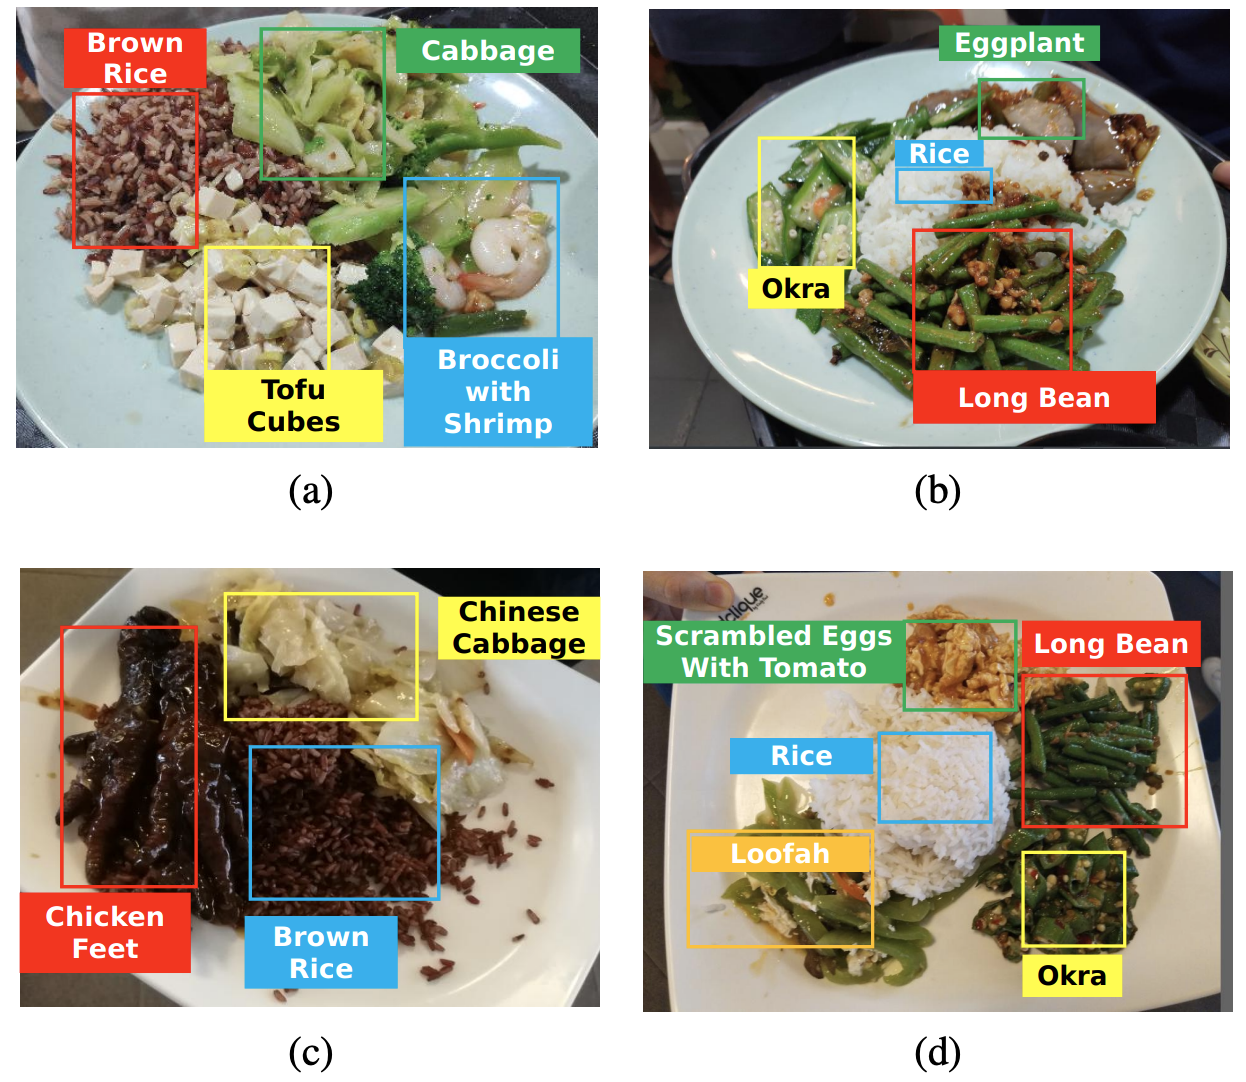 Brown
Rice
Cabbage
Tofu
Cubes
Broccoli
with
Shrimp
(a)
Eggplant
Rice
Okra
Long Bean
(b)
Chinese
Cabbage
Chicken
Feet
Brown
Rice
(c)
Scrambled Eggs
With Tomato
Long Bean
Rice
Loofah
Okra
(d)